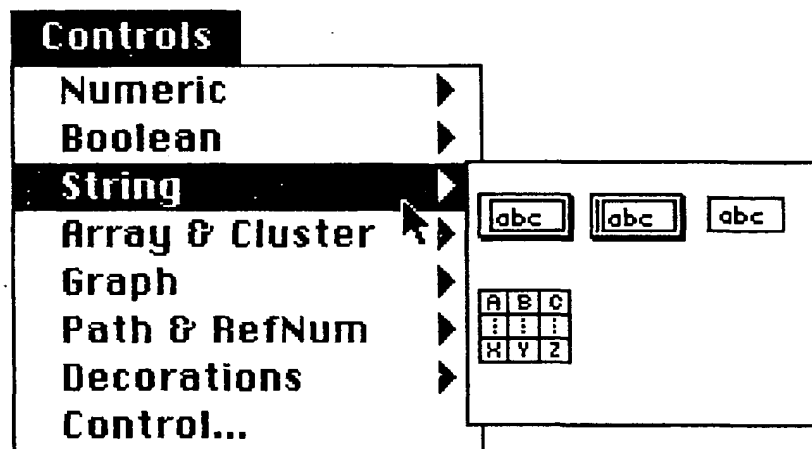 Controls
Numeric
Boolean
String
abc abc abc
Array & Cluster
Graph
A B C
Path & RefNum
X Y Z
Decorations
Control...